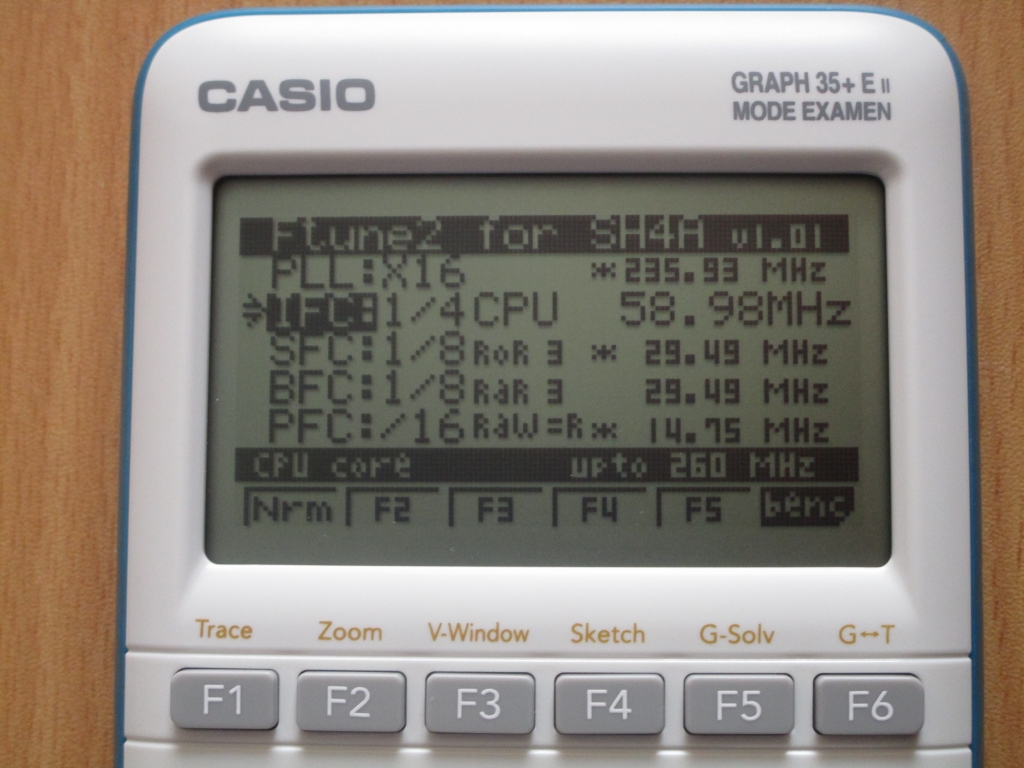 CASIO
GRAPH 35+ E II
MODE EXAMEN
Ftune2 for SH4A v1.01
PLL:X16 *235.93 MHz
IFC:1/4 CPU 58.98MHz
SFC:1/8 RoR 3 * 29.49 MHz
BFC:1/8 RaR 3 29.49 MHz
PFC:/16 RaW=R* 14.75 MHz
CPU core upto 260 MHz
Nrm F2 F3 F4 F5 benc
Trace Zoom V-Window Sketch G-Solv G↔T
F1 F2 F3 F4 F5 F6